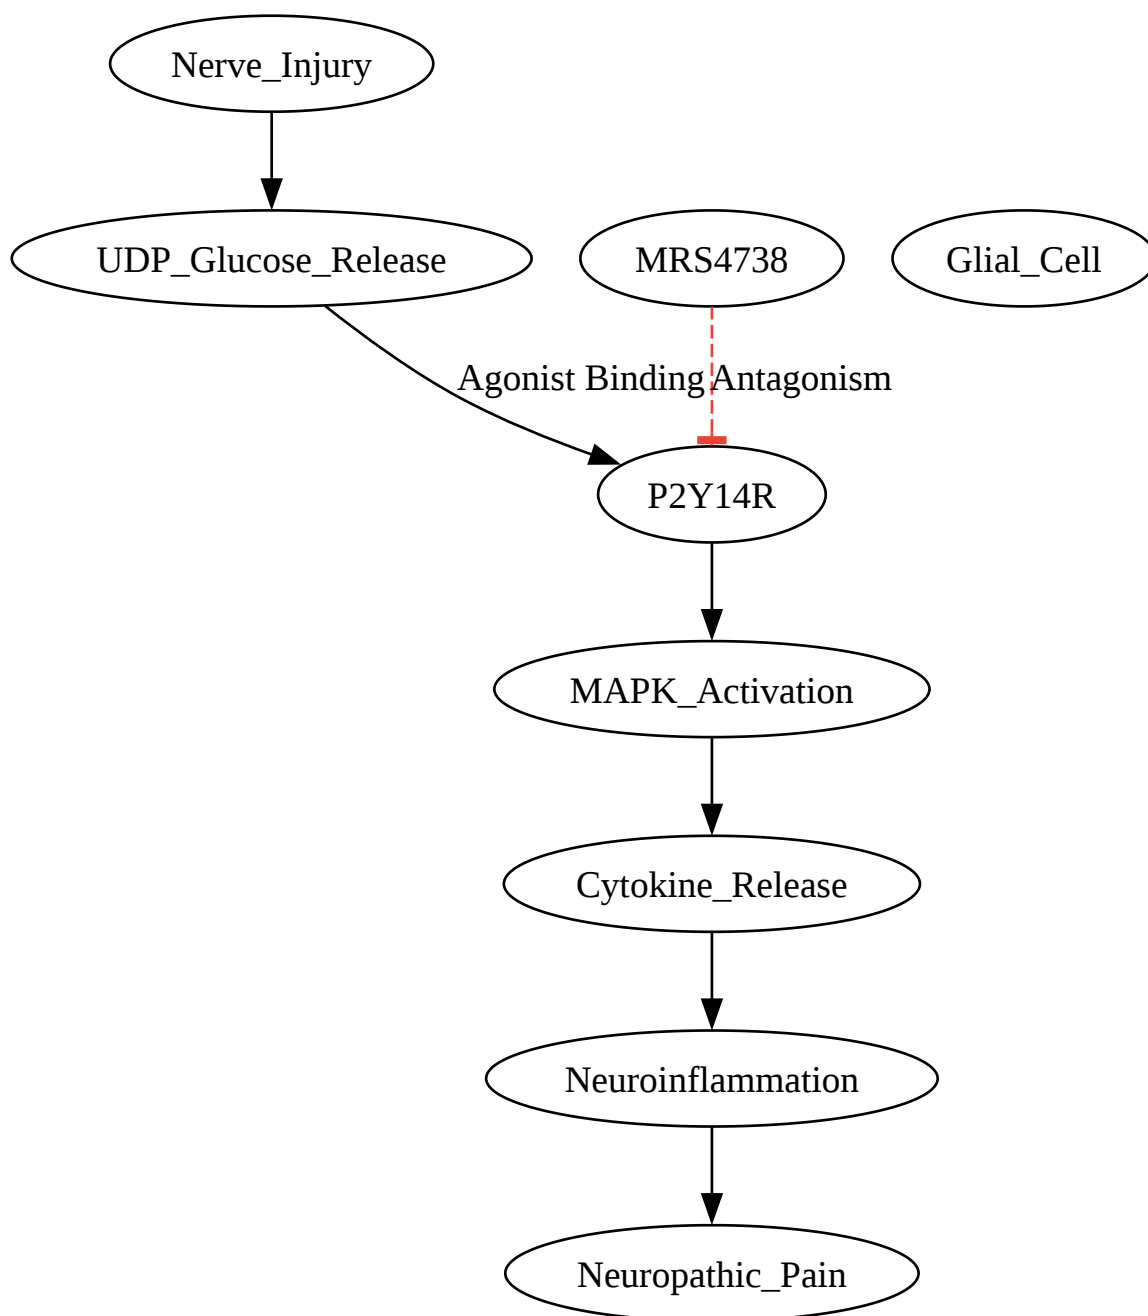 Nerve_Injury
UDP_Glucose_Release
MRS4738
Glial_Cell
Agonist Binding
Antagonism
P2Y14R
MAPK_Activation
Cytokine_Release
Neuroinflammation
Neuropathic_Pain